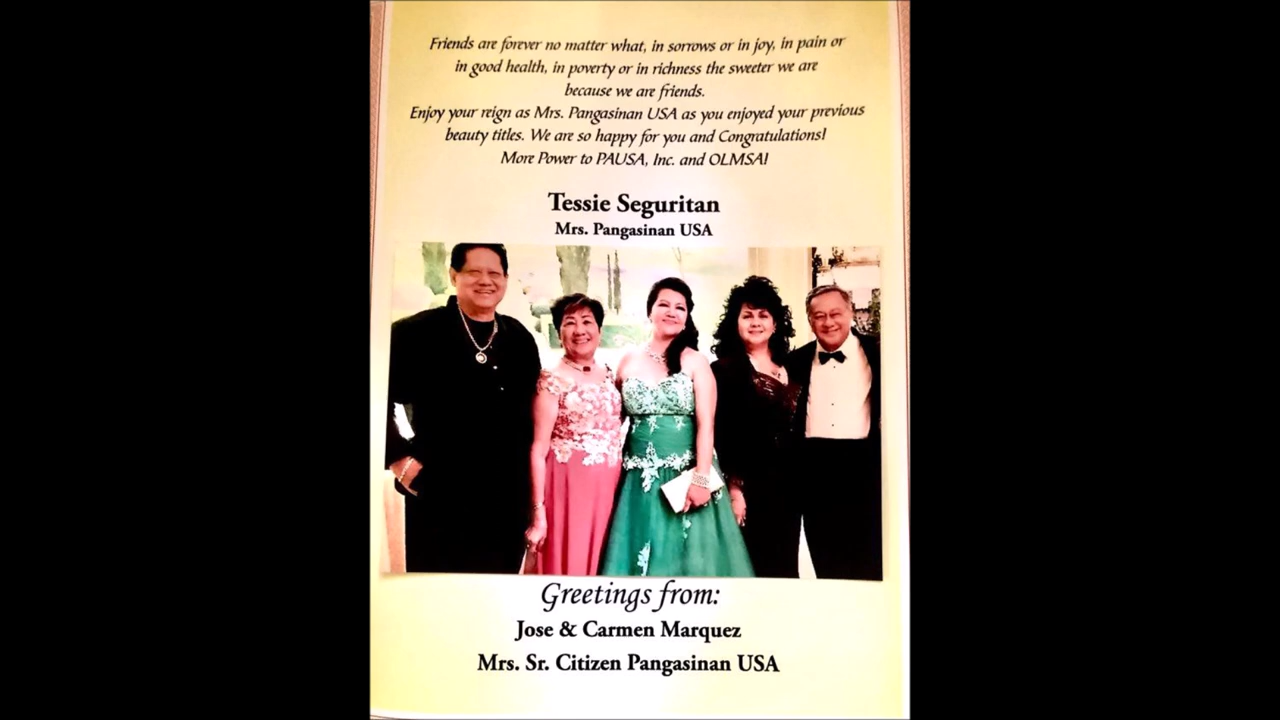 Friends are forever no matter what, in sorrows or in joy, in pain or
in good health, in poverty or in richness the sweeter we are
because we are friends.
Enjoy your reign as Mrs. Pangasinan USA as you enjoyed your previous
beauty titles. We are so happy for you and Congratulations!
More Power to PAUSA, Inc. and OLMSA!
Tessie Seguritan
Mrs. Pangasinan USA
Greetings from:
Jose & Carmen Marquez
Mrs. Sr. Citizen Pangasinan USA